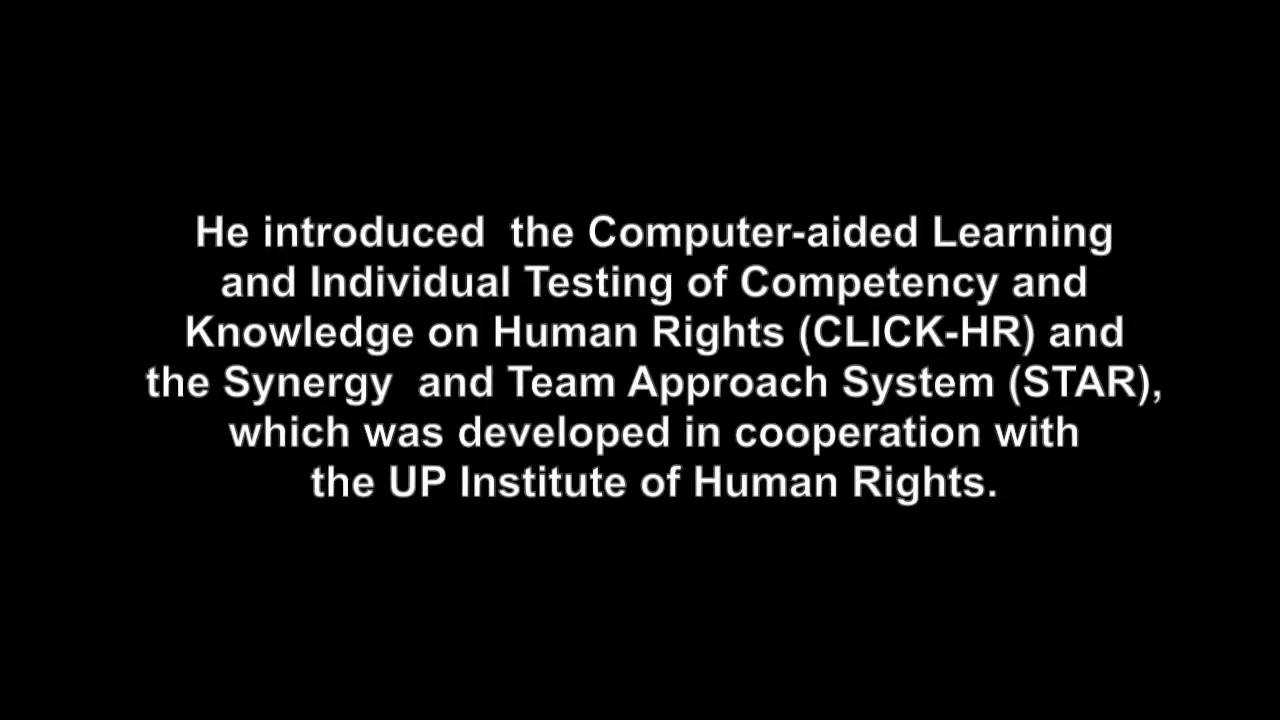 He introduced  the Computer-aided Learning
and Individual Testing of Competency and
Knowledge on Human Rights (CLICK-HR) and
the Synergy  and Team Approach System (STAR),
which was developed in cooperation with
the UP Institute of Human Rights.